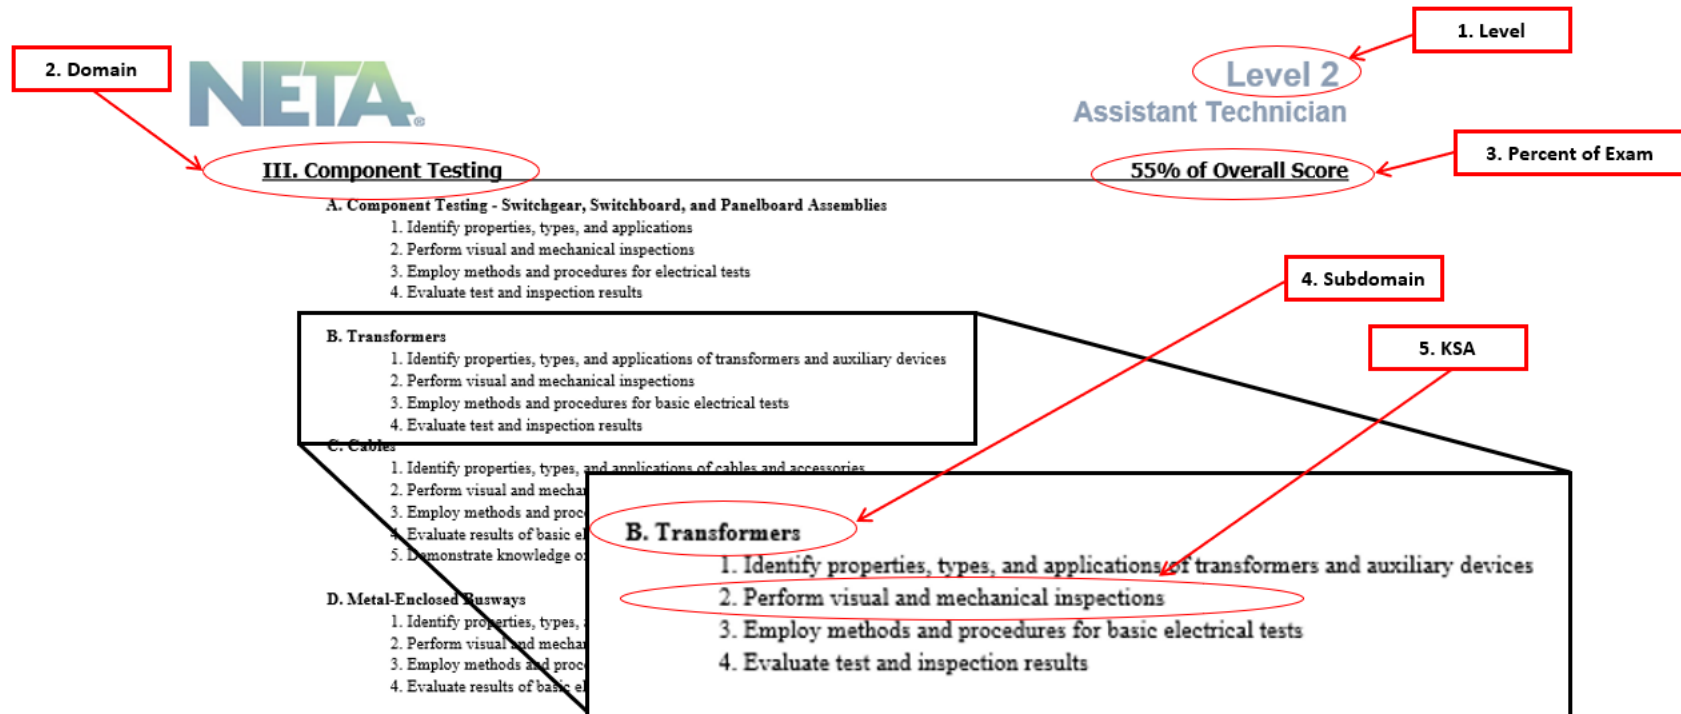 1. Level
2. Domain
NETA®
Level 2
Assistant Technician
3. Percent of Exam
III. Component Testing
55% of Overall Score
A. Component Testing - Switchgear, Switchboard, and Panelboard Assemblies
1. Identify properties, types, and applications
2. Perform visual and mechanical inspections
3. Employ methods and procedures for electrical tests
4. Evaluate test and inspection results
4. Subdomain
5. KSA
B. Transformers
1. Identify properties, types, and applications of transformers and auxiliary devices
2. Perform visual and mechanical inspections
3. Employ methods and procedures for basic electrical tests
4. Evaluate test and inspection results
C. Cables
1. Identify properties, types, and applications of cables and accessories
2. Perform visual and
3. Employ methods and
4. Evaluate results of
5. Demonstrate knowledge
D. Metal-Enclosed Busways
1. Identify properties, types,
2. Perform visual and
3. Employ methods and
4. Evaluate results of basic
B. Transformers
1. Identify properties, types, and applications of transformers and auxiliary devices
2. Perform visual and mechanical inspections
3. Employ methods and procedures for basic electrical tests
4. Evaluate test and inspection results